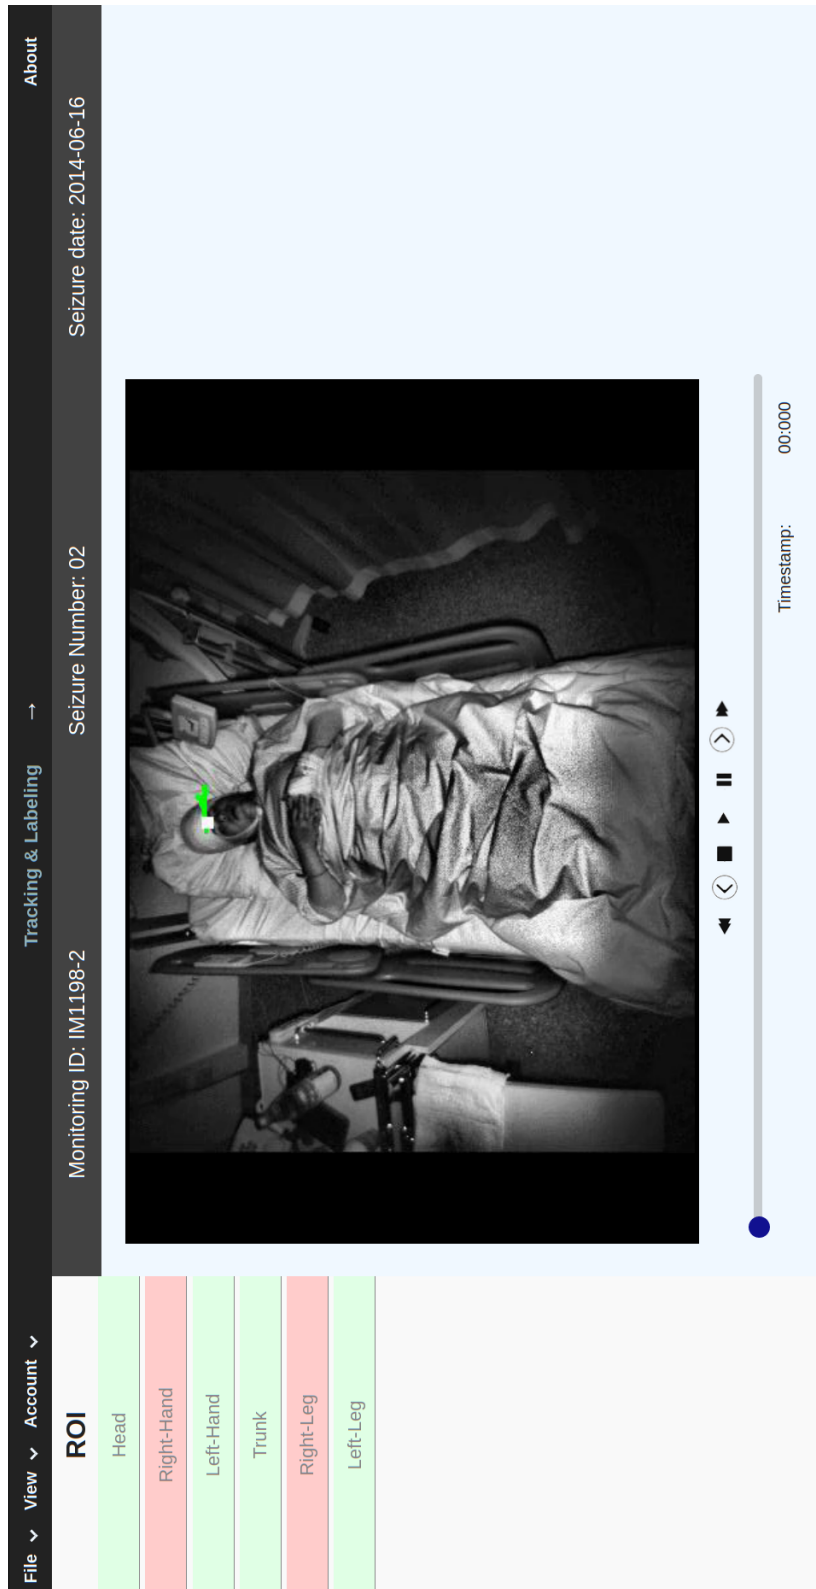 File View Account Tracking & Labeling → About
ROI
Head
Right-Hand
Left-Hand
Trunk
Right-Leg
Left-Leg
Monitoring ID: IM1198-2 Seizure Number: 02 Seizure date: 2014-06-16
Timestamp: 00:000